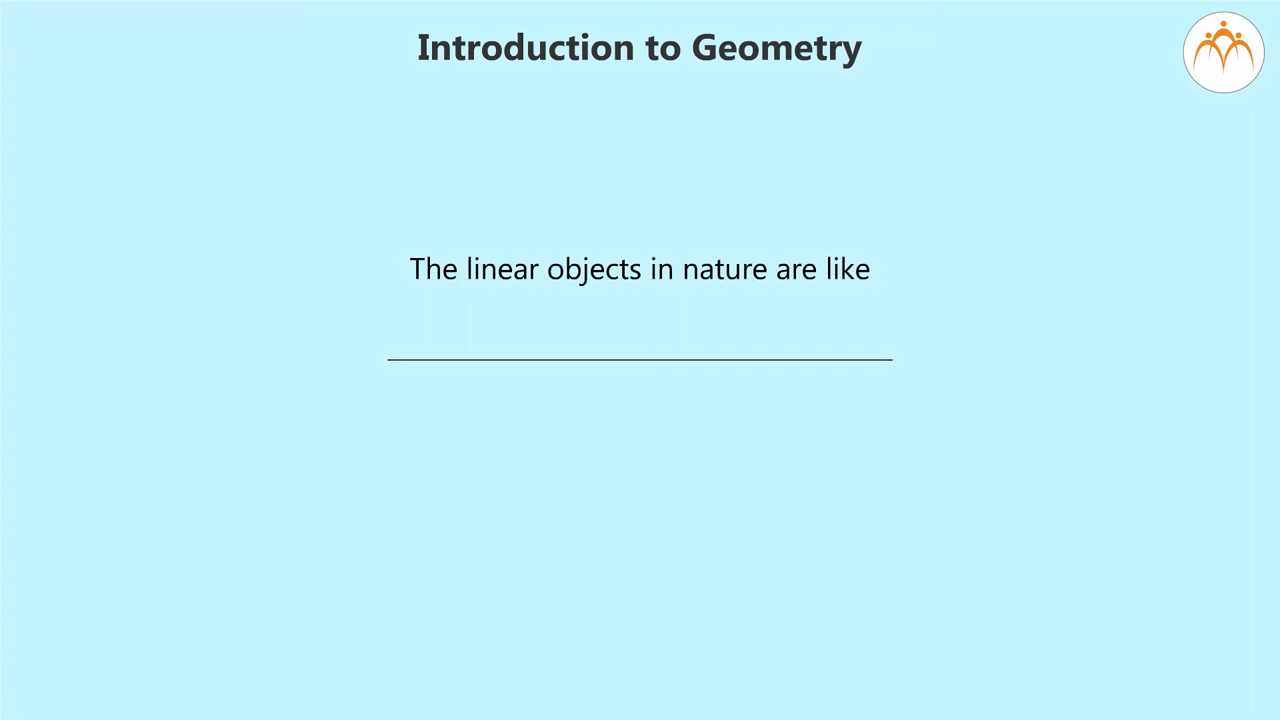 Introduction to Geometry
The linear objects in nature are like